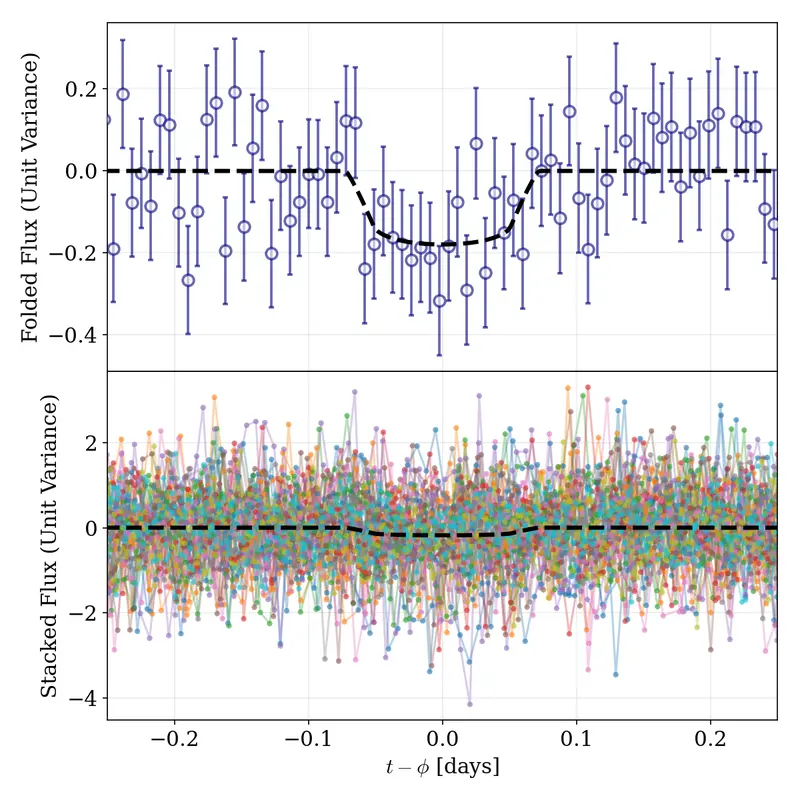 Folded Flux (Unit Variance)
0.2
0.0
−0.2
−0.4
Stacked Flux (Unit Variance)
2
0
−2
−4
−0.2 −0.1 0.0 0.1 0.2
t − ϕ [days]